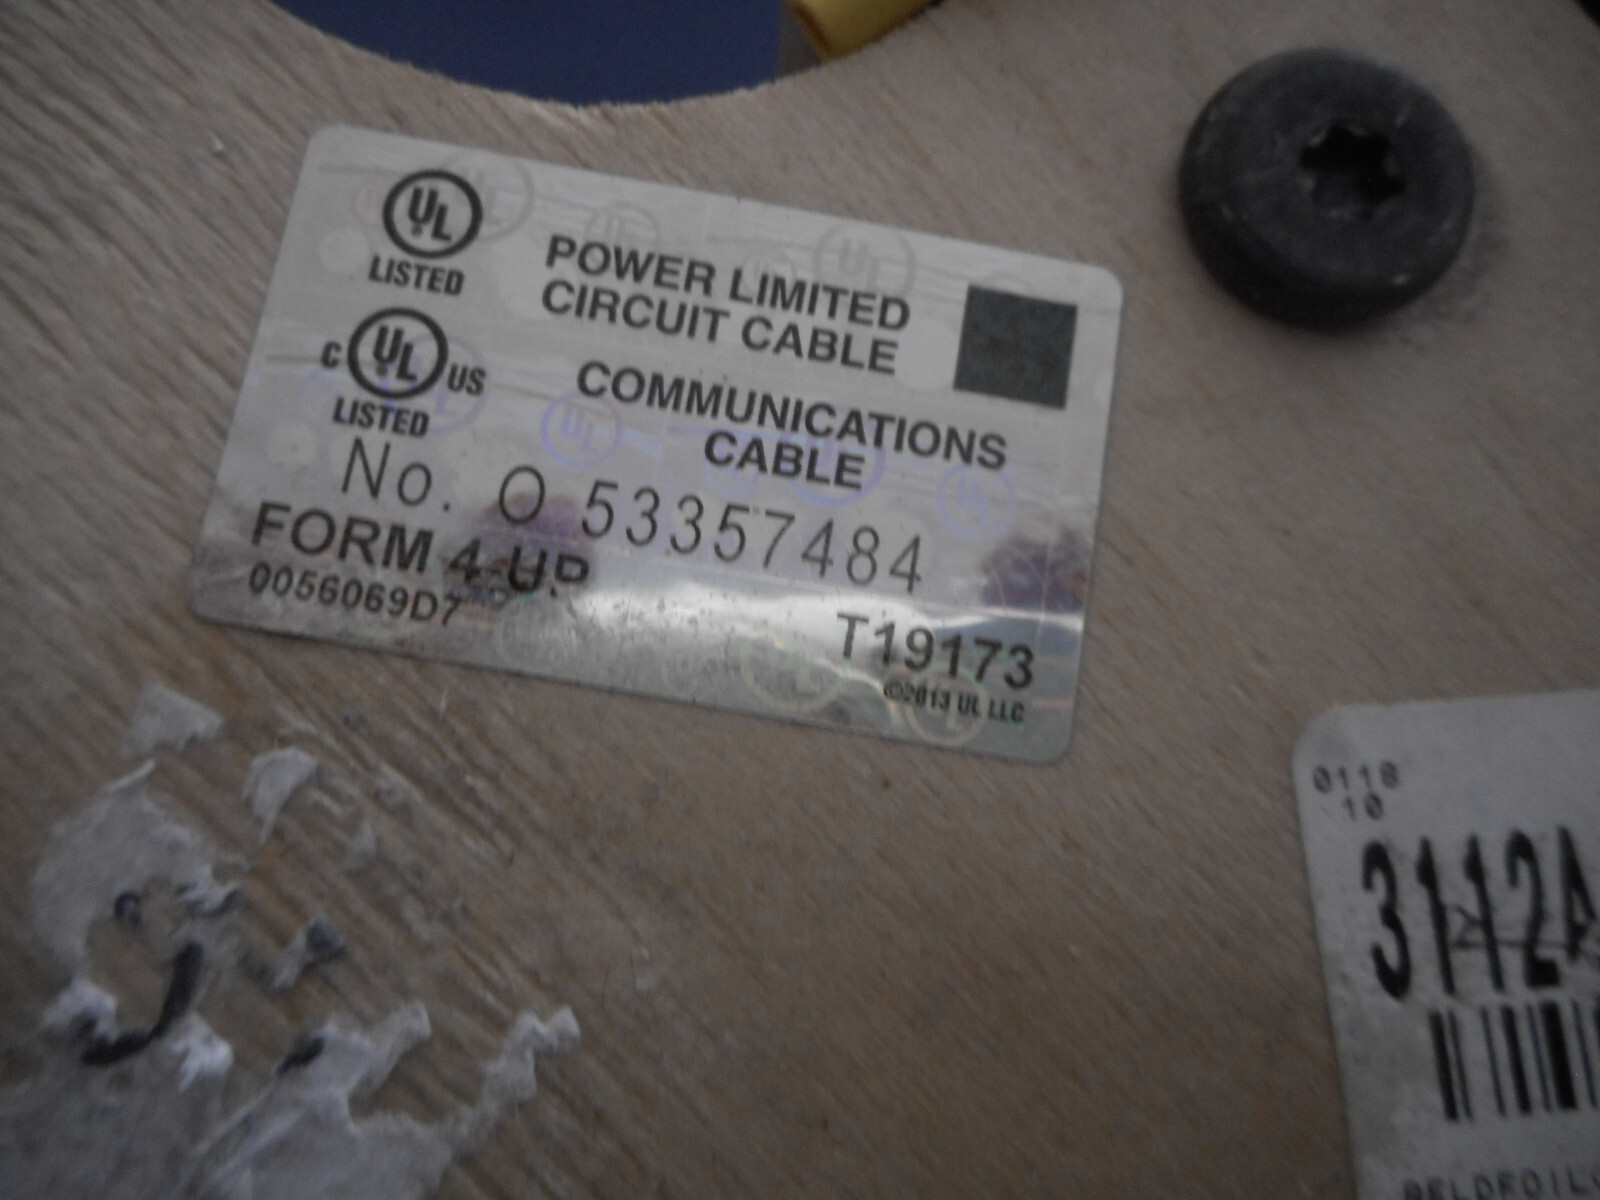 UL
LISTED
C UL US
LISTED
POWER LIMITED
CIRCUIT CABLE
COMMUNICATIONS
CABLE
No. O 53357484
FORM 4-UP
0056069D7
T19173
©2013 UL LLC
0118
10
3112A